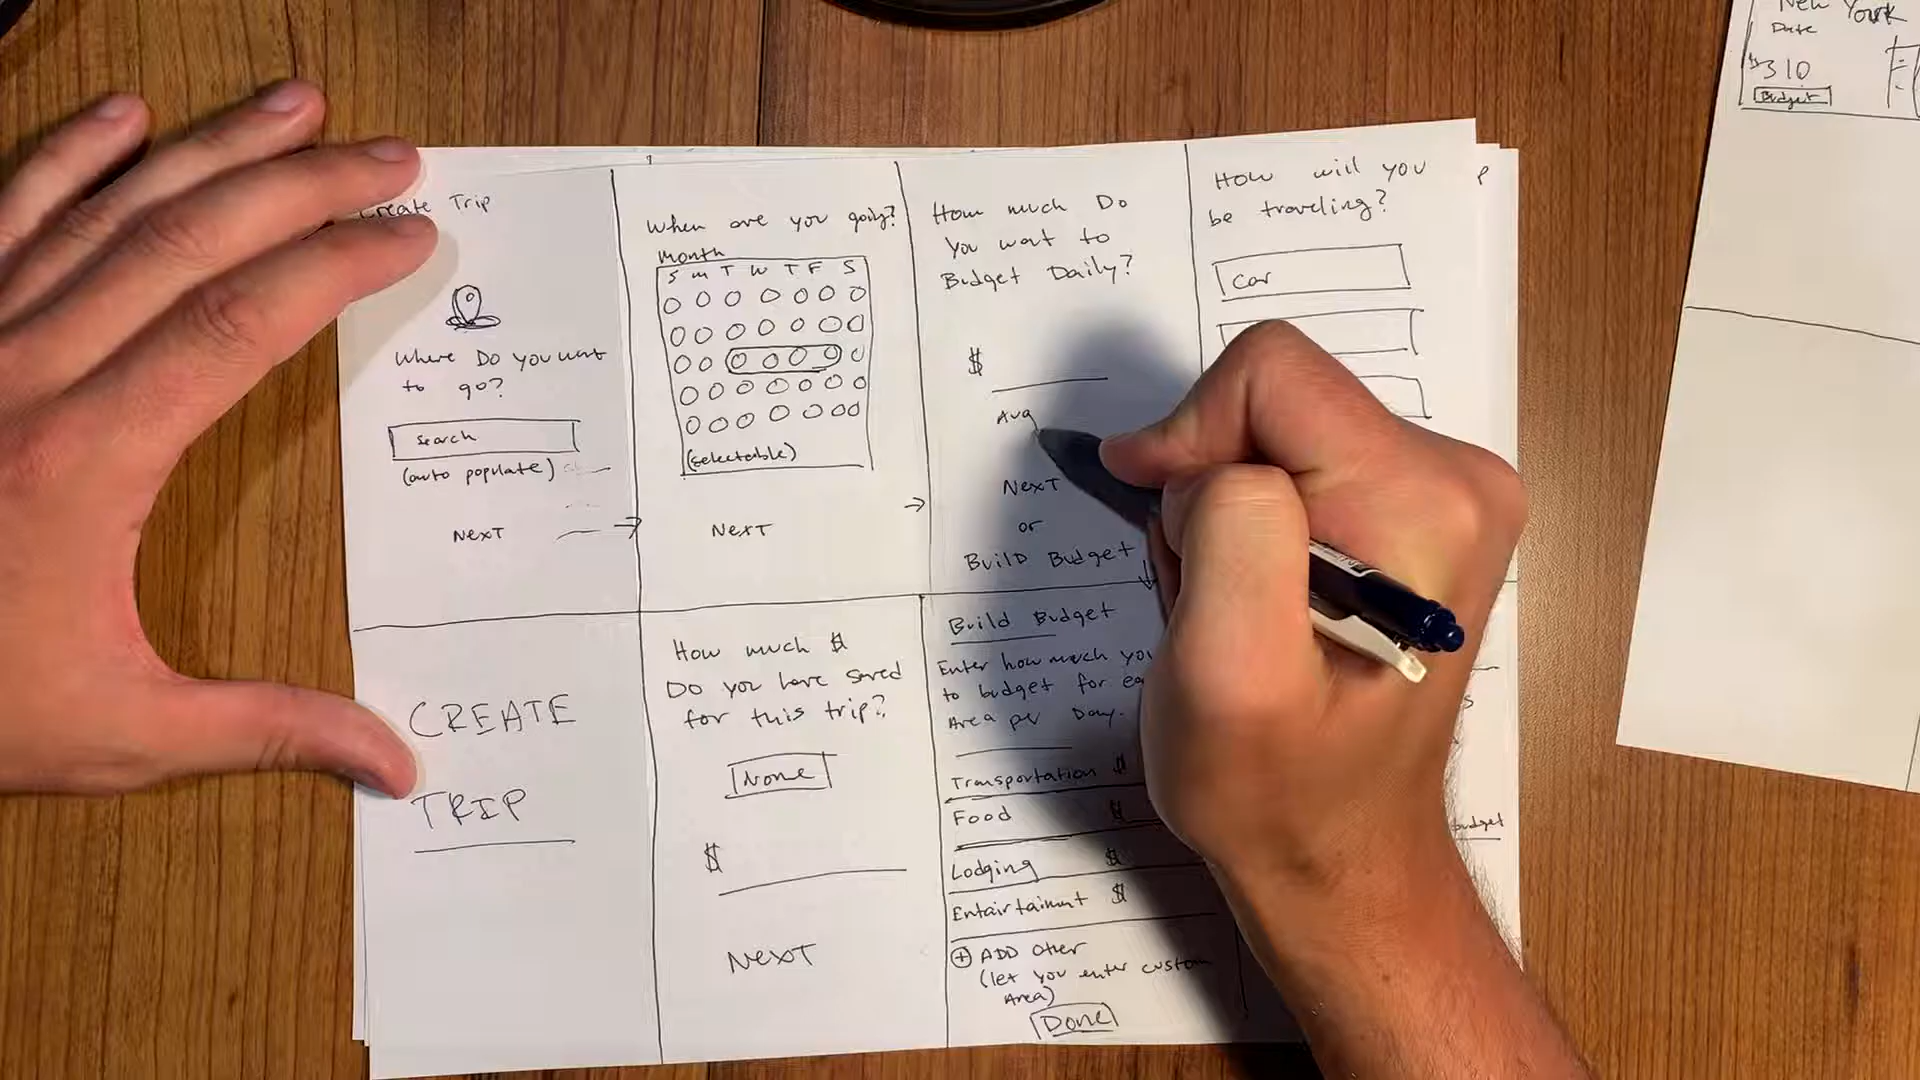 Create Trip
Where Do you want
to go?
Search
(auto populate)
NEXT
When are you going?
Month
S M T W T F S
(selectable)
NEXT
How much Do
you want to
Budget Daily?
$
Avg
NEXT
or
Build Budget
How will you
be traveling?
Car
CREATE
TRIP
How much $
Do you have saved
for this trip?
None
$
NEXT
Build Budget
Enter how much you
to budget for ea
Area per Day.
Transportation $
Food $
Lodging $
Entairtaiment $
+ ADD Other
(let you enter custom
Area)
Done
budget
New York
Date
$310
Budget